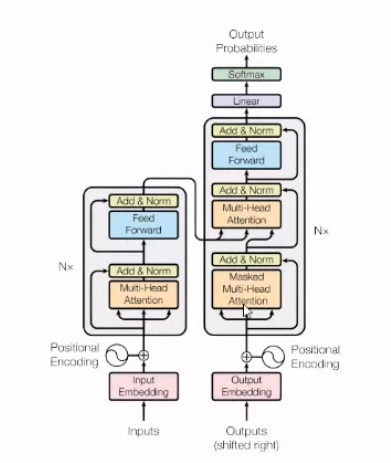 Output
Probabilities
Softmax
Linear
Add & Norm
Feed
Forward
Add & Norm
Multi-Head
Attention
Add & Norm
Masked
Multi-Head
Attention
N×
Positional
Encoding
Output
Embedding
Outputs
(shifted right)
Add & Norm
Feed
Forward
Add & Norm
Multi-Head
Attention
N×
Positional
Encoding
Input
Embedding
Inputs